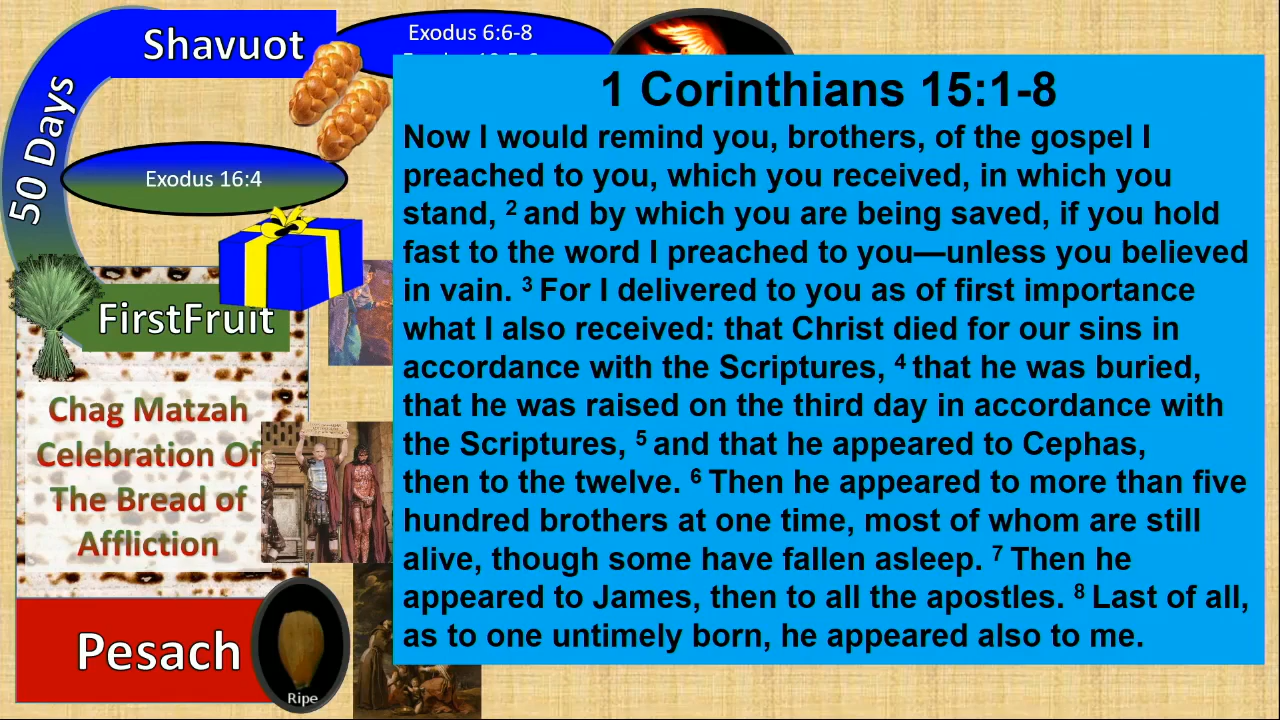 Shavuot
50 Days
Exodus 6:6-8
Exodus 16:4
FirstFruit
Chag Matzah
Celebration Of
The Bread of
Affliction
Pesach
Ripe
1 Corinthians 15:1-8
Now I would remind you, brothers, of the gospel I
preached to you, which you received, in which you
stand, ² and by which you are being saved, if you hold
fast to the word I preached to you—unless you believed
in vain. ³ For I delivered to you as of first importance
what I also received: that Christ died for our sins in
accordance with the Scriptures, ⁴ that he was buried,
that he was raised on the third day in accordance with
the Scriptures, ⁵ and that he appeared to Cephas,
then to the twelve. ⁶ Then he appeared to more than five
hundred brothers at one time, most of whom are still
alive, though some have fallen asleep. ⁷ Then he
appeared to James, then to all the apostles. ⁸ Last of all,
as to one untimely born, he appeared also to me.